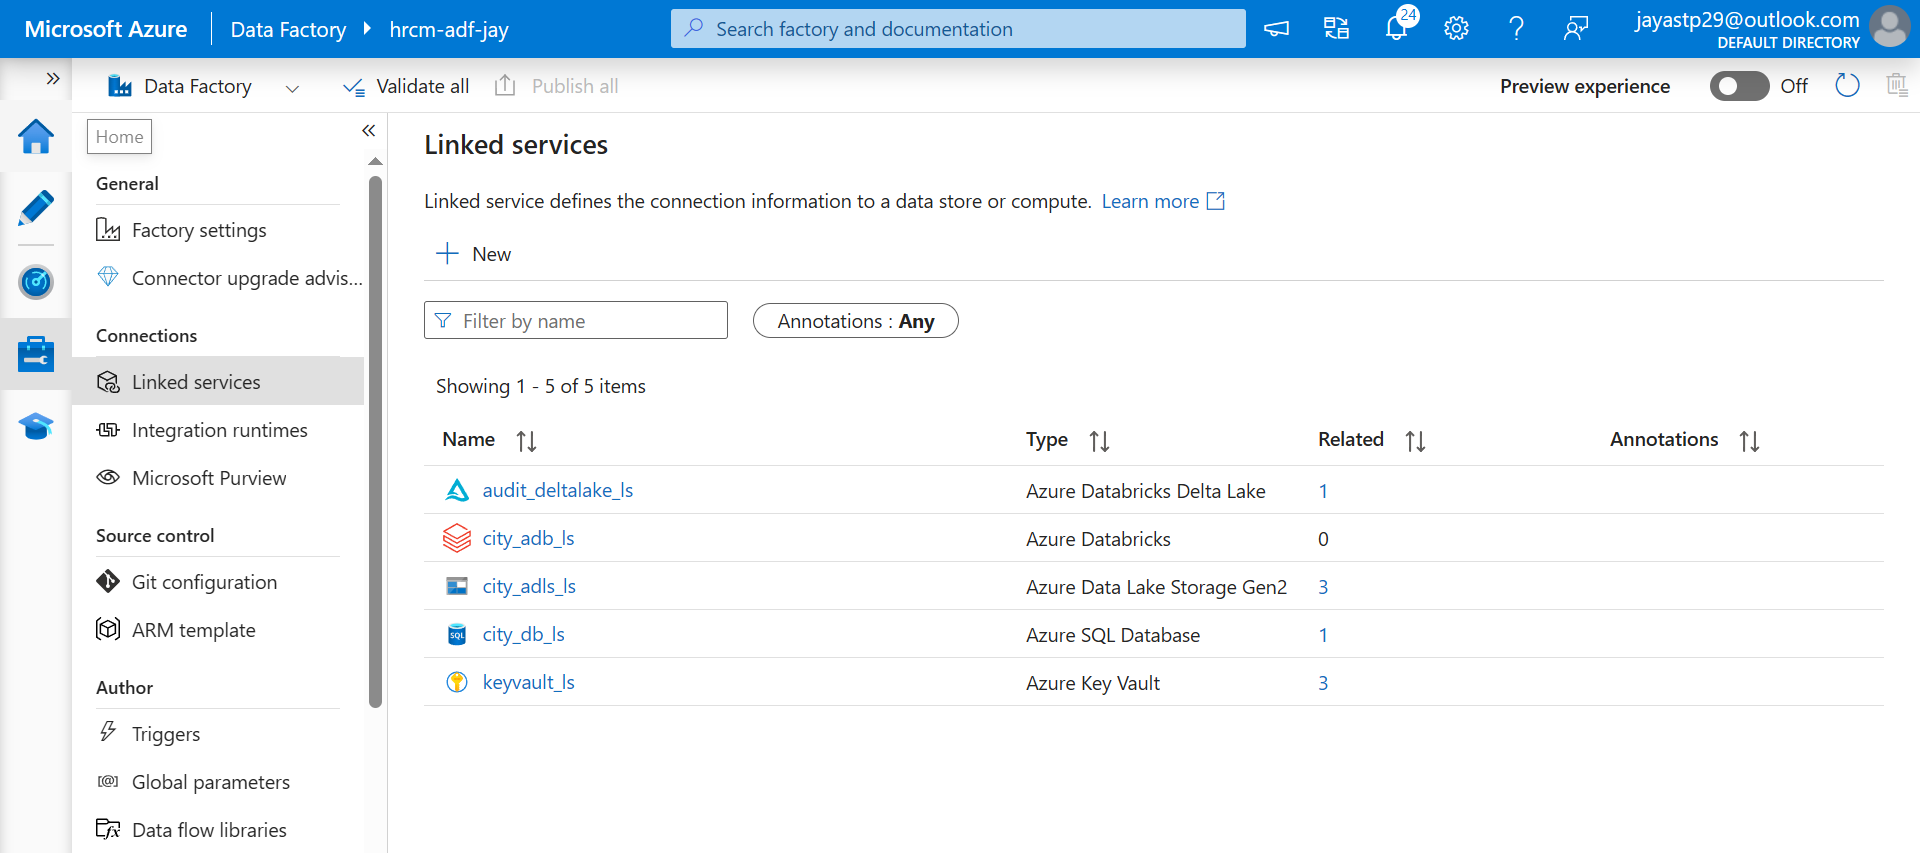 Microsoft Azure
Data Factory
hrcm-adf-jay
Search factory and documentation
24
jayastp29@outlook.com
DEFAULT DIRECTORY
Data Factory
Validate all
Publish all
Preview experience
Off
Home
General
Factory settings
Connector upgrade advis...
Connections
Linked services
Integration runtimes
Microsoft Purview
Source control
Git configuration
ARM template
Author
Triggers
Global parameters
Data flow libraries
Linked services
Linked service defines the connection information to a data store or compute. Learn more
New
Filter by name
Annotations : Any
Showing 1 - 5 of 5 items
Name Type Related Annotations
audit_deltalake_ls Azure Databricks Delta Lake 1
city_adb_ls Azure Databricks 0
city_adls_ls Azure Data Lake Storage Gen2 3
SQL city_db_ls Azure SQL Database 1
keyvault_ls Azure Key Vault 3